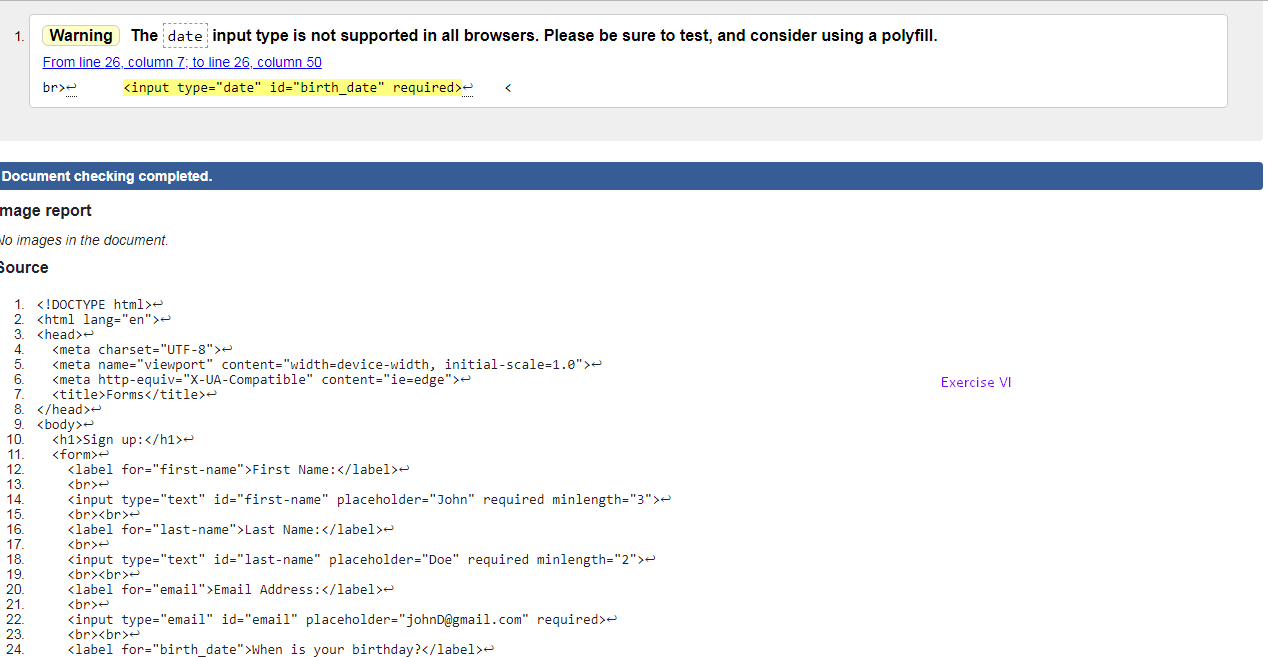 1. Warning The date input type is not supported in all browsers. Please be sure to test, and consider using a polyfill.
From line 26, column 7; to line 26, column 50
br>↩ <input type="date" id="birth_date" required>↩ <
Document checking completed.
mage report
No images in the document.
Source
1. <!DOCTYPE html>↩
2. <html lang="en">↩
3. <head>↩
4. <meta charset="UTF-8">↩
5. <meta name="viewport" content="width=device-width, initial-scale=1.0">↩
6. <meta http-equiv="X-UA-Compatible" content="ie=edge">↩
Exercise VI
7. <title>Forms</title>↩
8. </head>↩
9. <body>↩
10. <h1>Sign up:</h1>↩
11. <form>↩
12. <label for="first-name">First Name:</label>↩
13. <br>↩
14. <input type="text" id="first-name" placeholder="John" required minlength="3">↩
15. <br><br>↩
16. <label for="last-name">Last Name:</label>↩
17. <br>↩
18. <input type="text" id="last-name" placeholder="Doe" required minlength="2">↩
19. <br><br>↩
20. <label for="email">Email Address:</label>↩
21. <br>↩
22. <input type="email" id="email" placeholder="johnD@gmail.com" required>↩
23. <br><br>↩
24. <label for="birth_date">When is your birthday?</label>↩